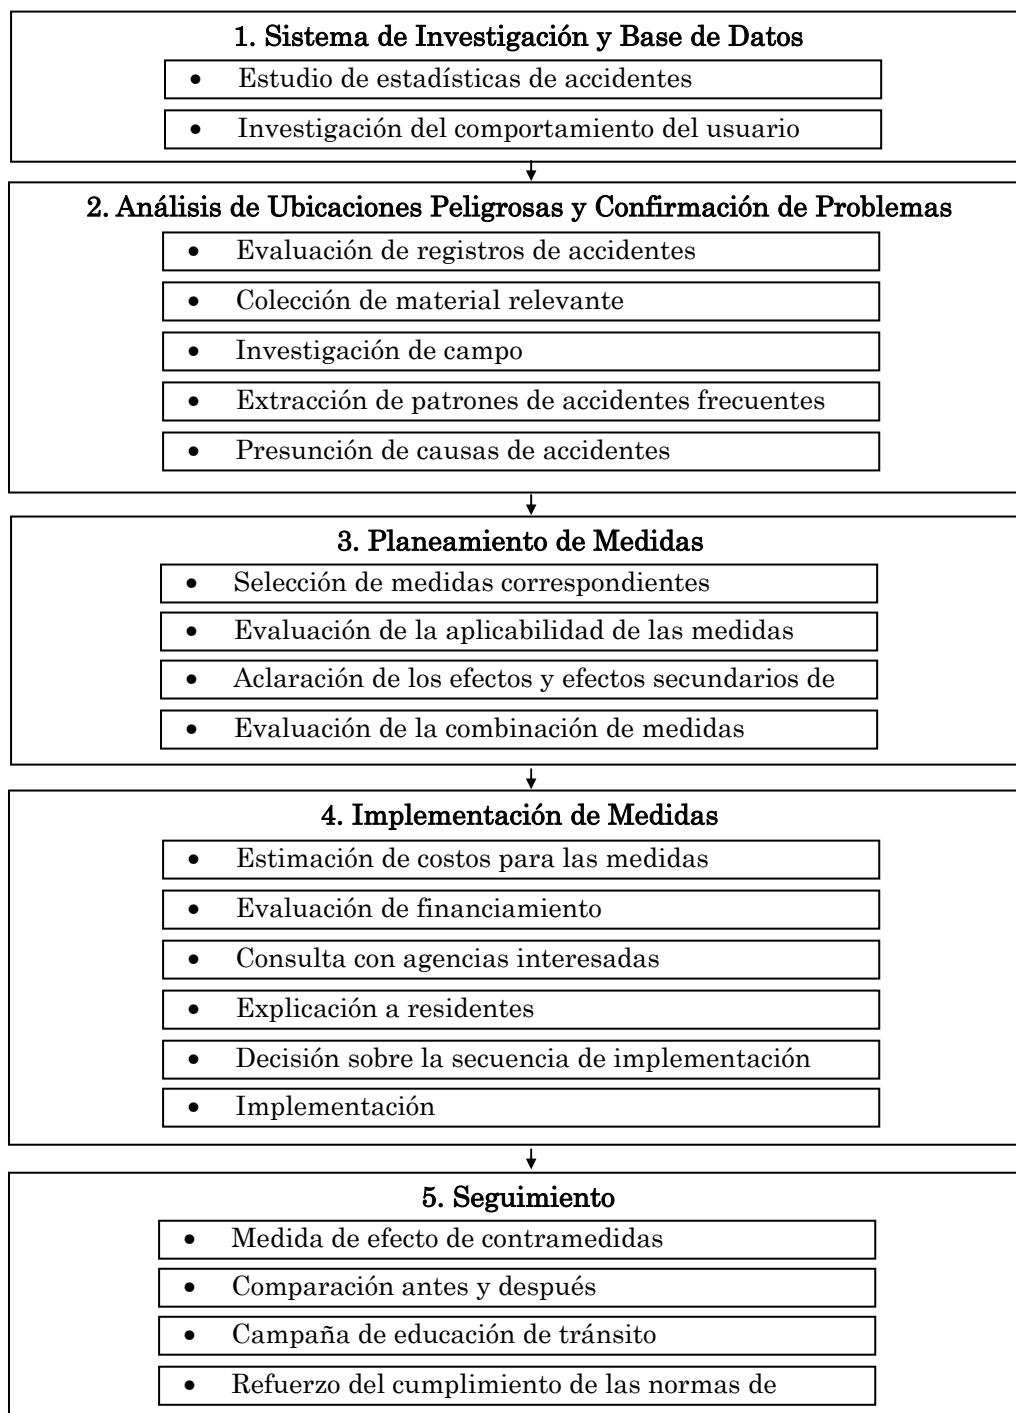 1. Sistema de Investigación y Base de Datos
• Estudio de estadísticas de accidentes
• Investigación del comportamiento del usuario
2. Análisis de Ubicaciones Peligrosas y Confirmación de Problemas
• Evaluación de registros de accidentes
• Colección de material relevante
• Investigación de campo
• Extracción de patrones de accidentes frecuentes
• Presunción de causas de accidentes
3. Planeamiento de Medidas
• Selección de medidas correspondientes
• Evaluación de la aplicabilidad de las medidas
• Aclaración de los efectos y efectos secundarios de
• Evaluación de la combinación de medidas
4. Implementación de Medidas
• Estimación de costos para las medidas
• Evaluación de financiamiento
• Consulta con agencias interesadas
• Explicación a residentes
• Decisión sobre la secuencia de implementación
• Implementación
5. Seguimiento
• Medida de efecto de contramedidas
• Comparación antes y después
• Campaña de educación de tránsito
• Refuerzo del cumplimiento de las normas de